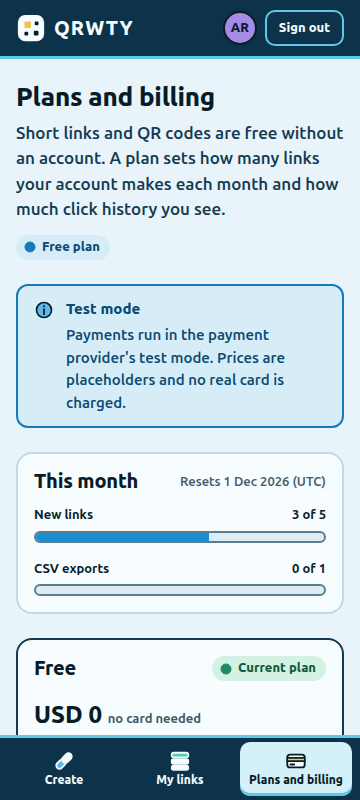 QRWTY
AR
Sign out
Plans and billing
Short links and QR codes are free without
an account. A plan sets how many links
your account makes each month and how
much click history you see.
Free plan
Test mode
Payments run in the payment
provider's test mode. Prices are
placeholders and no real card is
charged.
This month
Resets 1 Dec 2026 (UTC)
New links
3 of 5
CSV exports
0 of 1
Free
Current plan
USD 0 no card needed
Create
My links
Plans and billing